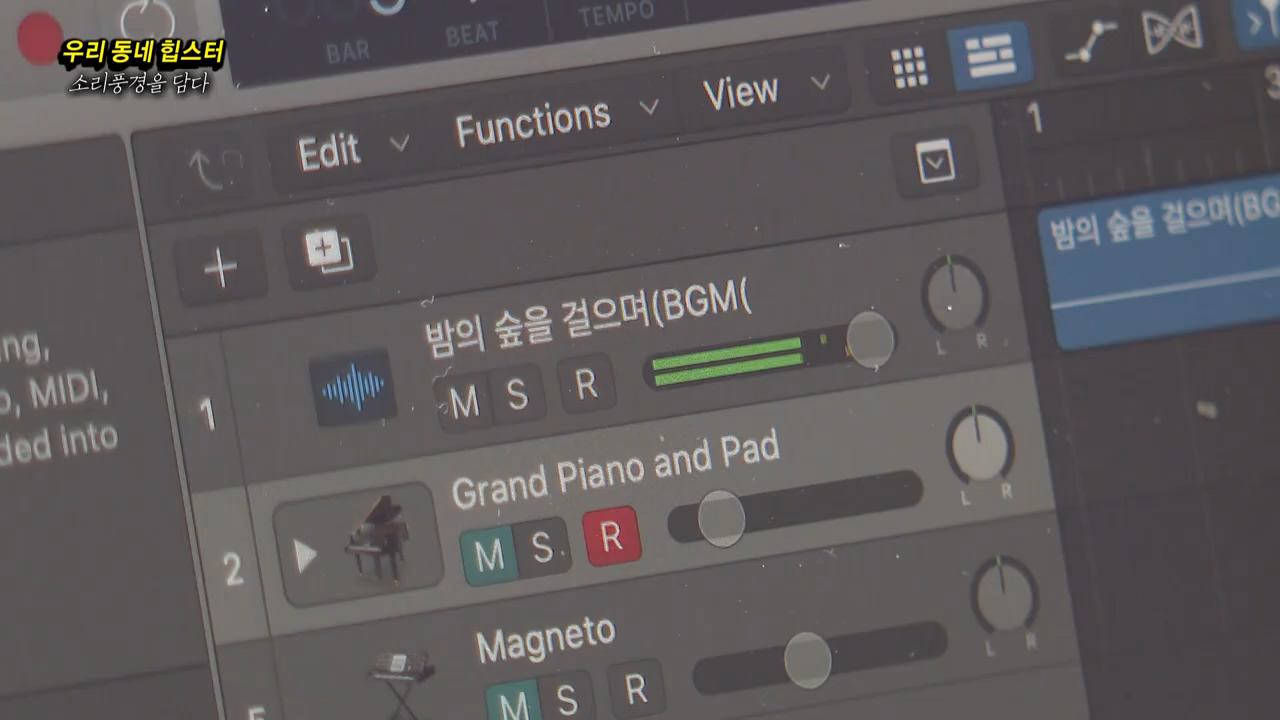 우리 동네 힙스터
소리풍경을 담다
BAR
BEAT
TEMPO
Edit
Functions
View
1
3
밤의 숲을 걸으며(BG
1
밤의 숲을 걸으며(BGM(
M S R
L R
ng,
o, MIDI,
ded into
2
Grand Piano and Pad
M S R
L R
Magneto
M S R
L R